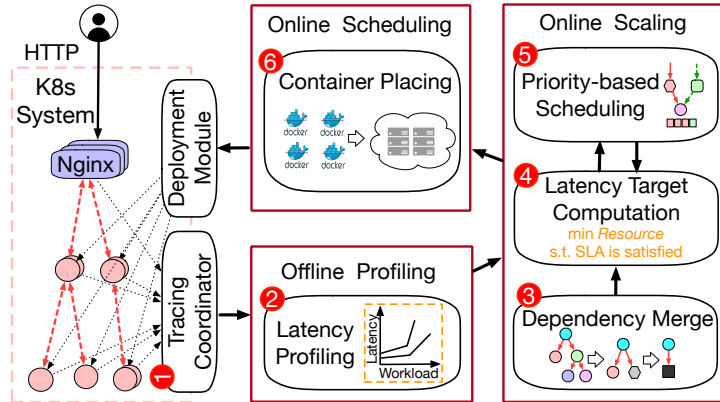 HTTP
K8s
System
Nginx
Deployment
Module
Tracing
Coordinator
1
Online Scheduling
6
Container Placing
docker
docker
docker
docker
Offline Profiling
2
Latency
Profiling
Latency
Workload
Online Scaling
5
Priority-based
Scheduling
4
Latency Target
Computation
min Resource
s.t. SLA is satisfied
3
Dependency Merge